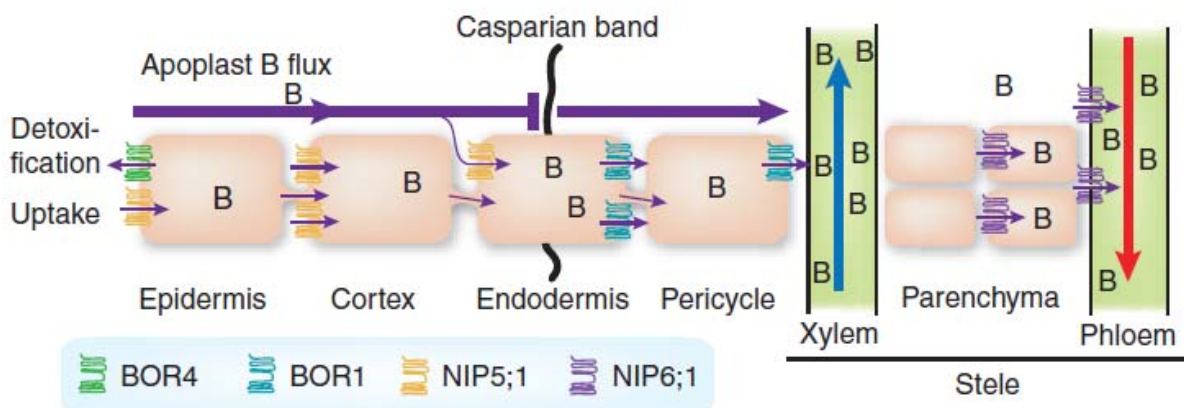 Casparian band
Apoplast B flux
B
Detoxi-
fication
Uptake
B
B
B
B
B
B B
B B
B
B
B
B
B
B
B
B
B
B
Epidermis
Cortex
Endodermis
Pericycle
Xylem
Parenchyma
Phloem
Stele
BOR4
BOR1
NIP5;1
NIP6;1